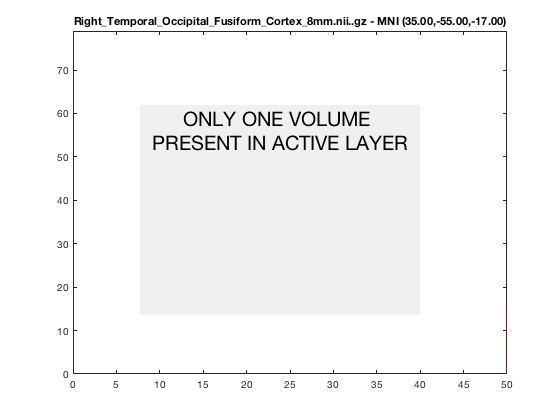 Right_Temporal_Occipital_Fusiform_Cortex_8mm.nii..gz - MNI (35.00,-55.00,-17.00)
70
60
50
40
30
20
10
0
ONLY ONE VOLUME
PRESENT IN ACTIVE LAYER
0 5 10 15 20 25 30 35 40 45 50